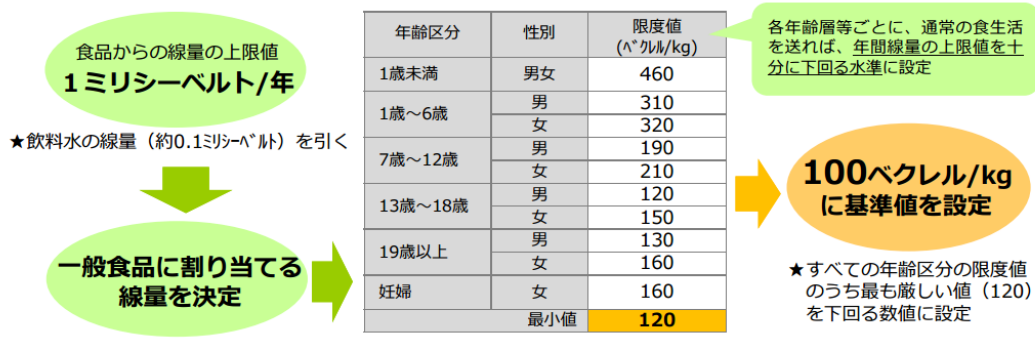 食品からの線量の上限値
1ミリシーベルト/年
★飲料水の線量（約0.1ﾐﾘｼｰﾍﾞﾙﾄ）を引く
一般食品に割り当てる
線量を決定
年齢区分 性別 限度値
(ﾍﾞｸﾚﾙ/kg)
1歳未満 男女 460
1歳～6歳 男 310
女 320
7歳～12歳 男 190
女 210
13歳～18歳 男 120
女 150
19歳以上 男 130
女 160
妊婦 女 160
最小値 120
各年齢層等ごとに、通常の食生活
を送れば、年間線量の上限値を十
分に下回る水準に設定
100ベクレル/kg
に基準値を設定
★すべての年齢区分の限度値
のうち最も厳しい値（120）
を下回る数値に設定